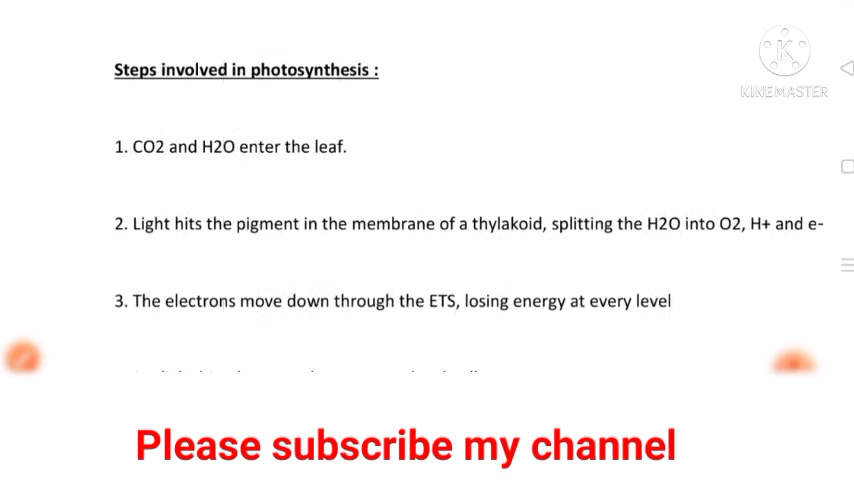 Steps involved in photosynthesis :
KINEMASTER
1. CO2 and H2O enter the leaf.
2. Light hits the pigment in the membrane of a thylakoid, splitting the H2O into O2, H+ and e-
3. The electrons move down through the ETS, losing energy at every level
Please subscribe my channel